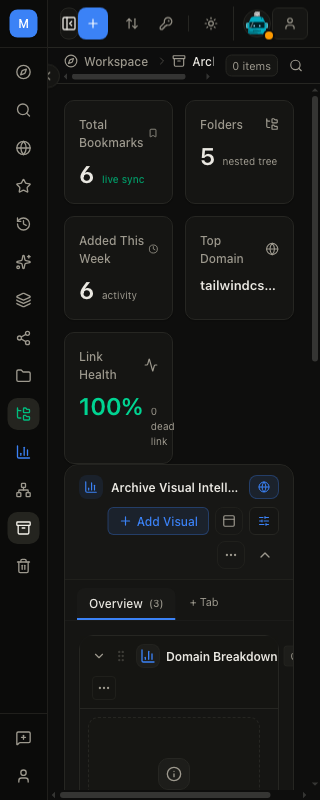 M
Workspace
Arcl
0 items
Total
Bookmarks
6 live sync
Folders
5 nested tree
Added This
Week
6 activity
Top
Domain
tailwindcs...
Link
Health
100% 0
dead
link
Archive Visual Intell...
+ Add Visual
Overview (3)
+ Tab
Domain Breakdown